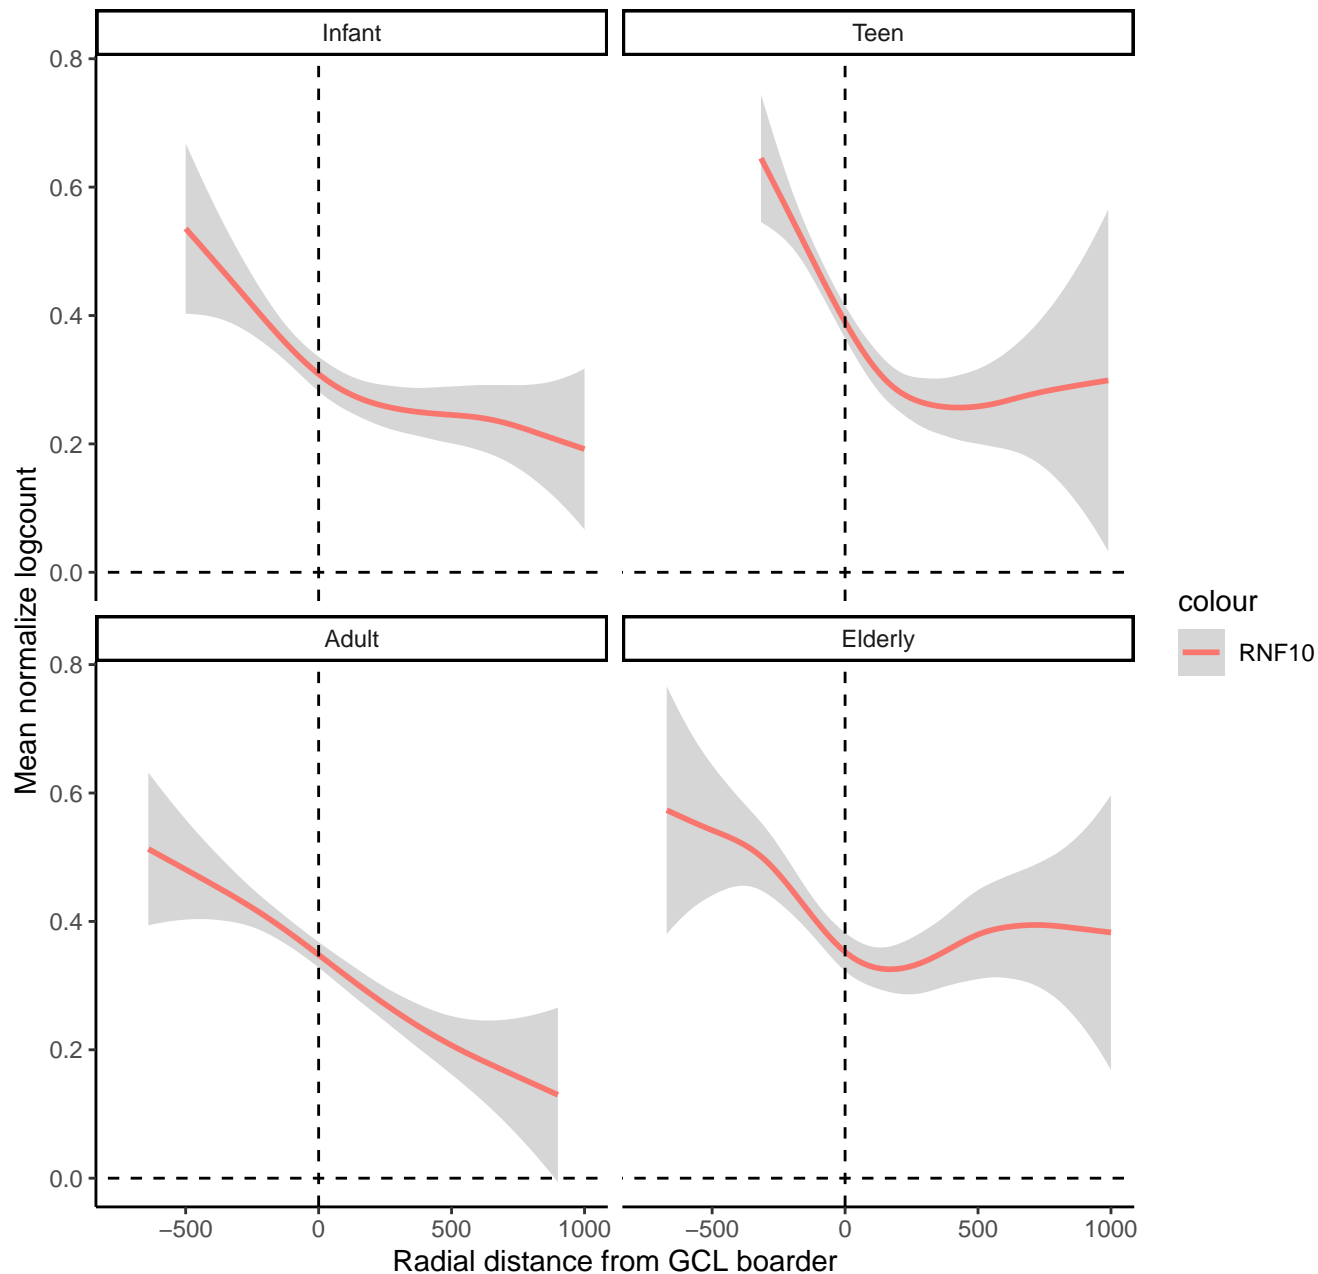 Infant
Teen
0.8
0.6
0.4
0.2
0.0
Adult
Elderly
0.8
0.6
0.4
0.2
0.0
−500 0 500 1000
−500 0 500 1000
Radial distance from GCL boarder
Mean normalize logcount
colour
RNF10